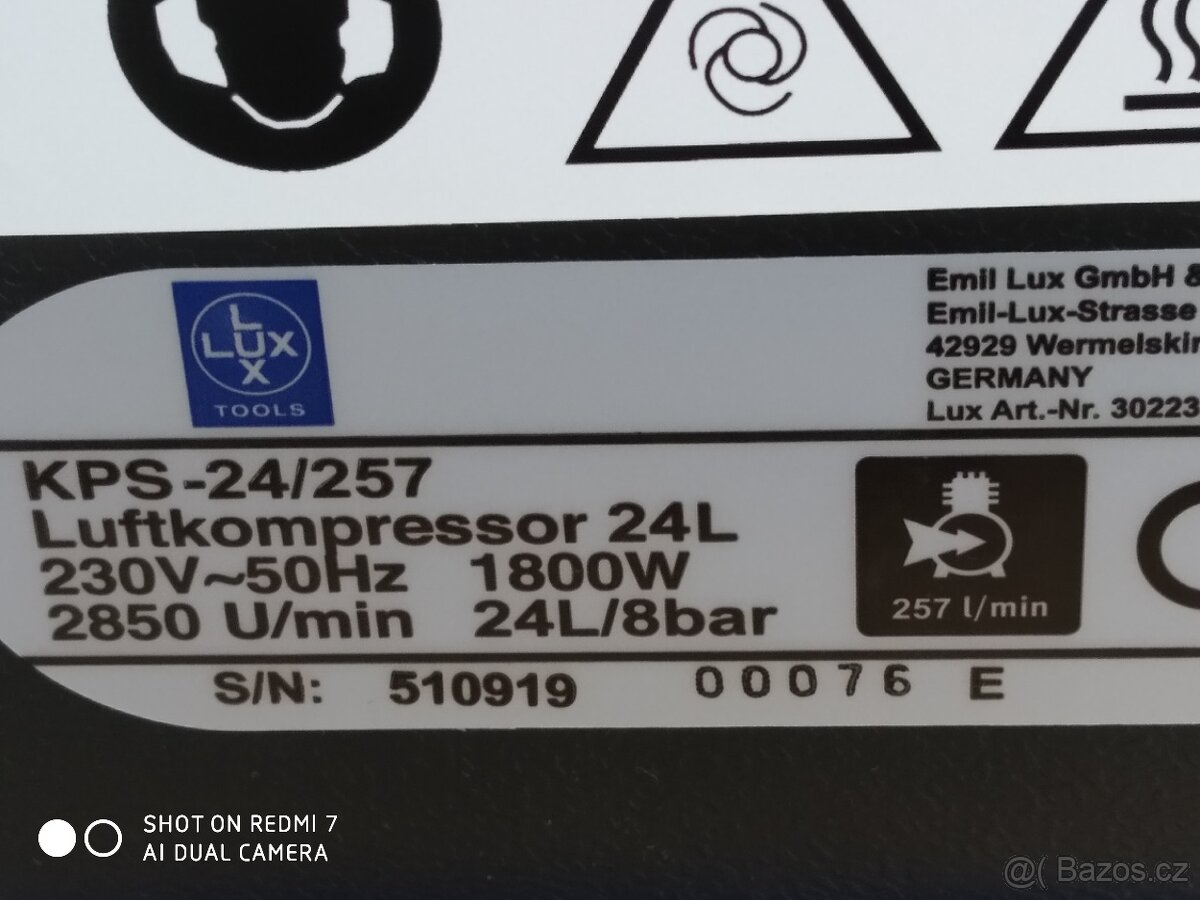 L
LUX
X
TOOLS
Emil Lux GmbH &
Emil-Lux-Strasse
42929 Wermelskir
GERMANY
Lux Art.-Nr. 30223
KPS-24/257
Luftkompressor 24L
230V~50Hz 1800W
2850 U/min 24L/8bar
257 l/min
S/N: 510919 00076 E
SHOT ON REDMI 7
AI DUAL CAMERA
@( Bazos.cz